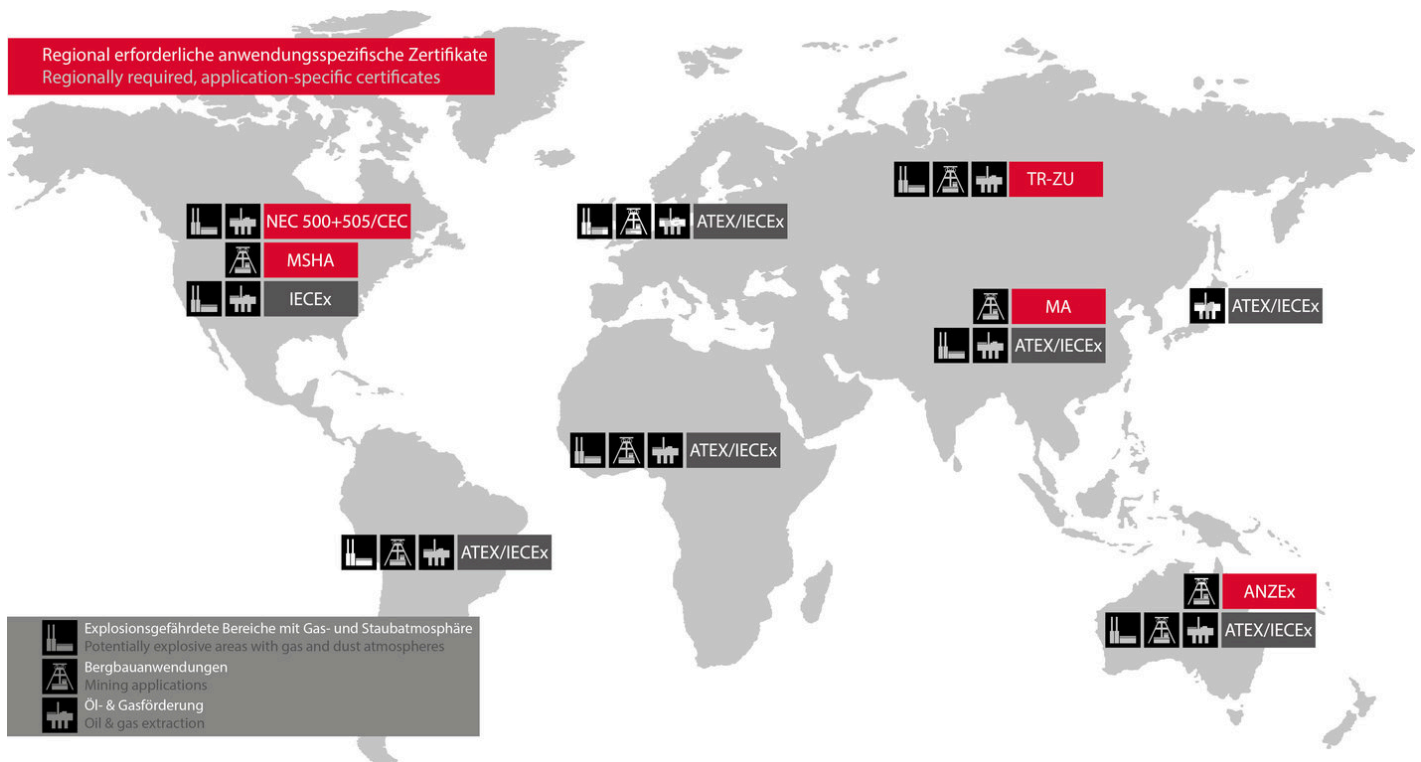 Regional erforderliche anwendungsspezifische Zertifikate
Regionally required, application-specific certificates
TR-ZU
NEC 500+505/CEC
ATEX/IECEx
MSHA
IECEx
MA
ATEX/IECEx
ATEX/IECEx
ATEX/IECEx
ATEX/IECEx
ANZEx
ATEX/IECEx
Explosionsgefährdete Bereiche mit Gas- und Staubatmosphäre
Potentially explosive areas with gas and dust atmospheres
Bergbauanwendungen
Mining applications
Öl- & Gasförderung
Oil & gas extraction